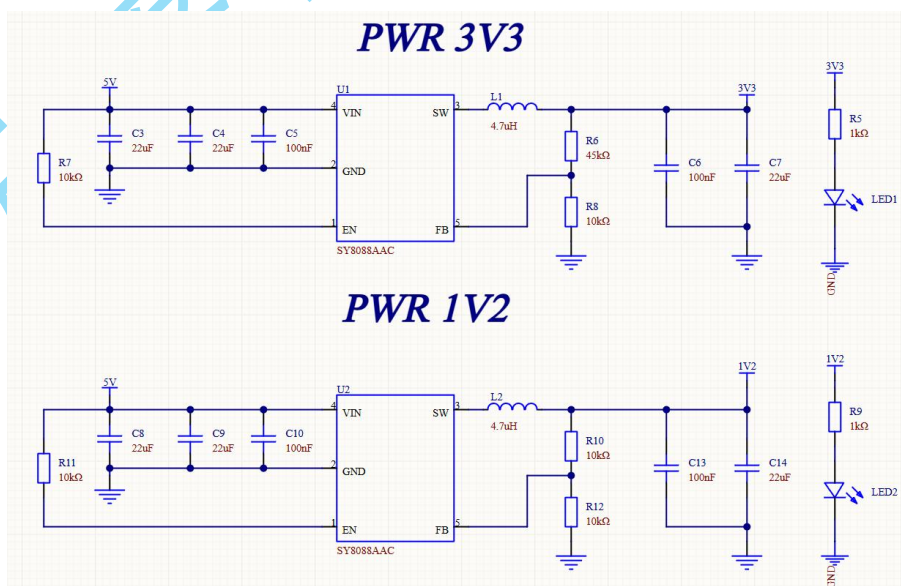 PWR 3V3
5V
U1
L1
3V3
3V3
4 VIN SW 3
4.7uH
C3
22uF
C4
22uF
C5
100nF
R7
10kΩ
2 GND
R6
45kΩ
R8
10kΩ
C6
100nF
C7
22uF
R5
1kΩ
LED1
1 EN FB 5
SY8088AAC
GND
PWR 1V2
5V
U2
L2
1V2
1V2
4 VIN SW 3
4.7uH
C8
22uF
C9
22uF
C10
100nF
R11
10kΩ
2 GND
R10
10kΩ
R12
10kΩ
C13
100nF
C14
22uF
R9
1kΩ
LED2
1 EN FB 5
SY8088AAC
GND